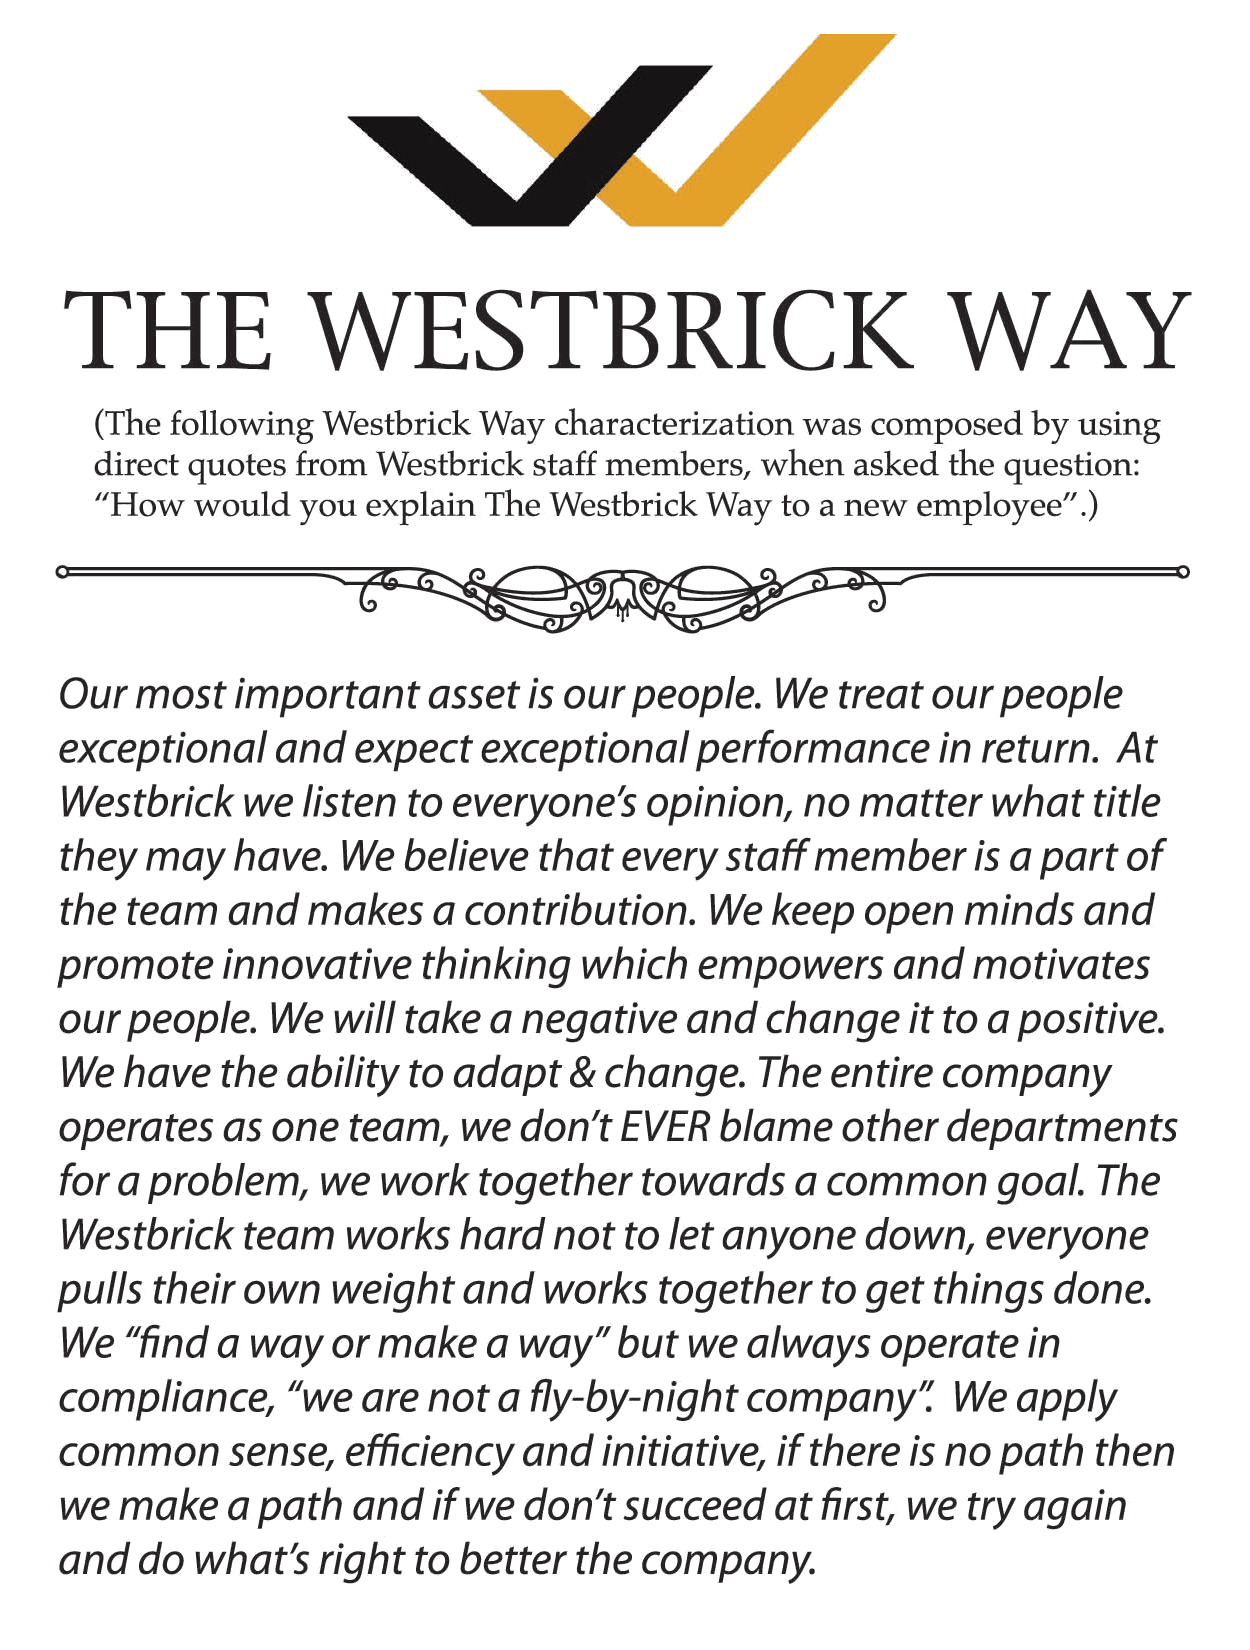 THE WESTBRICK WAY
(The following Westbrick Way characterization was composed by using
direct quotes from Westbrick staff members, when asked the question:
“How would you explain The Westbrick Way to a new employee”.)
Our most important asset is our people. We treat our people
exceptional and expect exceptional performance in return.  At
Westbrick we listen to everyone’s opinion, no matter what title
they may have. We believe that every staff member is a part of
the team and makes a contribution. We keep open minds and
promote innovative thinking which empowers and motivates
our people. We will take a negative and change it to a positive.
We have the ability to adapt & change. The entire company
operates as one team, we don’t EVER blame other departments
for a problem, we work together towards a common goal. The
Westbrick team works hard not to let anyone down, everyone
pulls their own weight and works together to get things done.
We “find a way or make a way” but we always operate in
compliance, “we are not a fly-by-night company”.  We apply
common sense, efficiency and initiative, if there is no path then
we make a path and if we don’t succeed at first, we try again
and do what’s right to better the company.